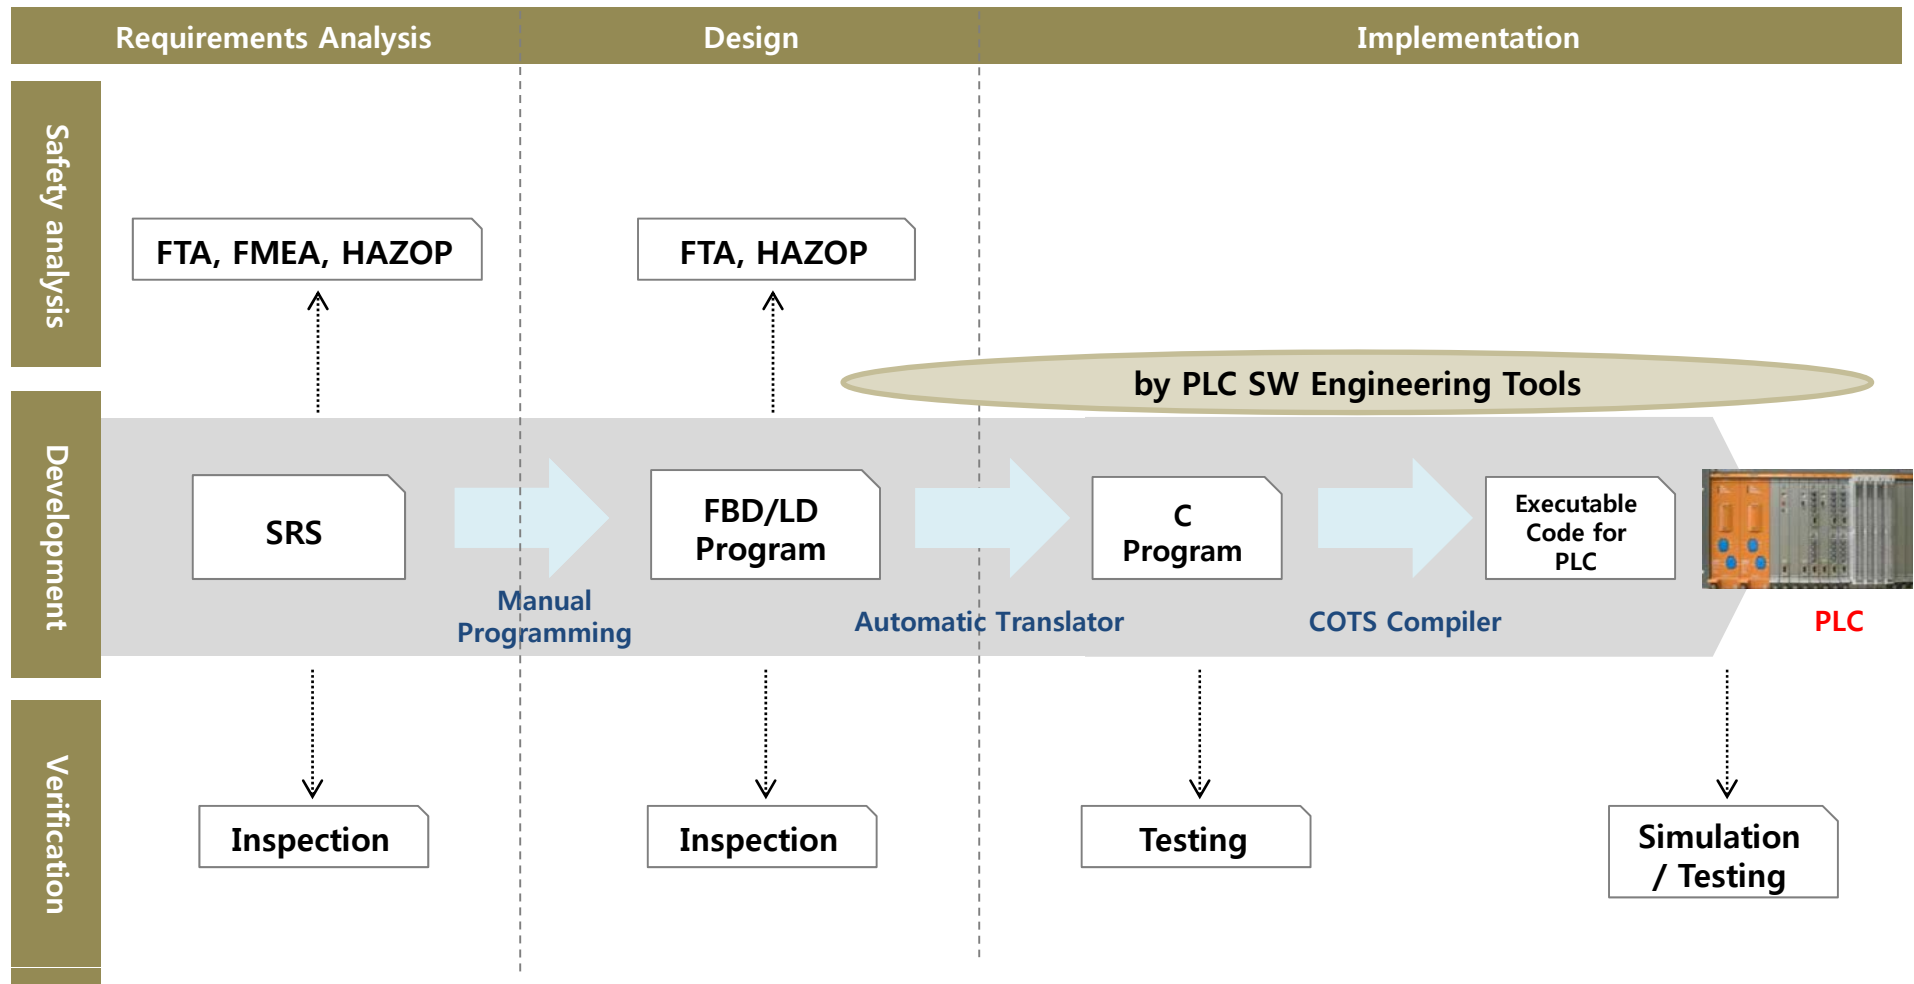 Requirements Analysis
Design
Implementation
Safety analysis
FTA, FMEA, HAZOP
FTA, HAZOP
by PLC SW Engineering Tools
Development
SRS
FBD/LD
Program
C
Program
Executable
Code for
PLC
Manual
Programming
Automatic Translator
COTS Compiler
PLC
Verification
Inspection
Inspection
Testing
Simulation
/ Testing